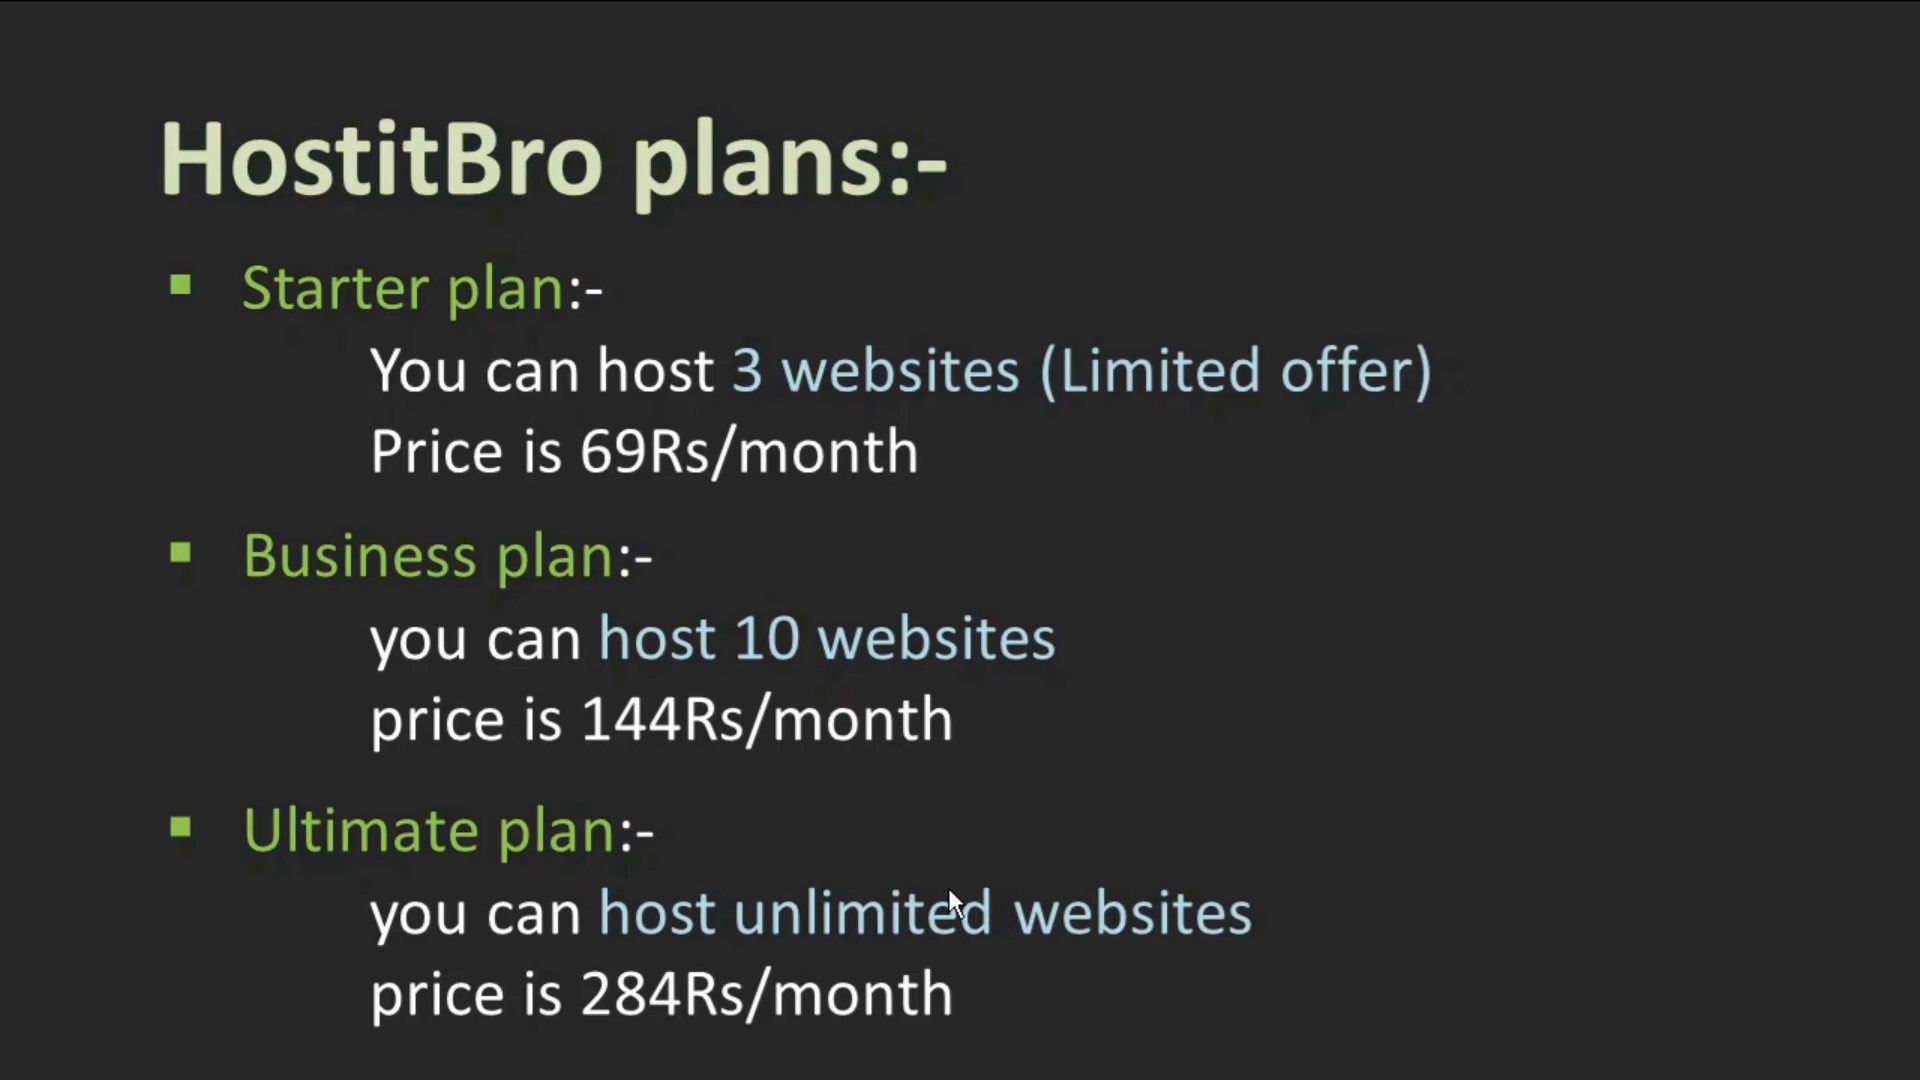 HostitBro plans:-
▪ Starter plan:-
You can host 3 websites (Limited offer)
Price is 69Rs/month
▪ Business plan:-
you can host 10 websites
price is 144Rs/month
▪ Ultimate plan:-
you can host unlimited websites
price is 284Rs/month